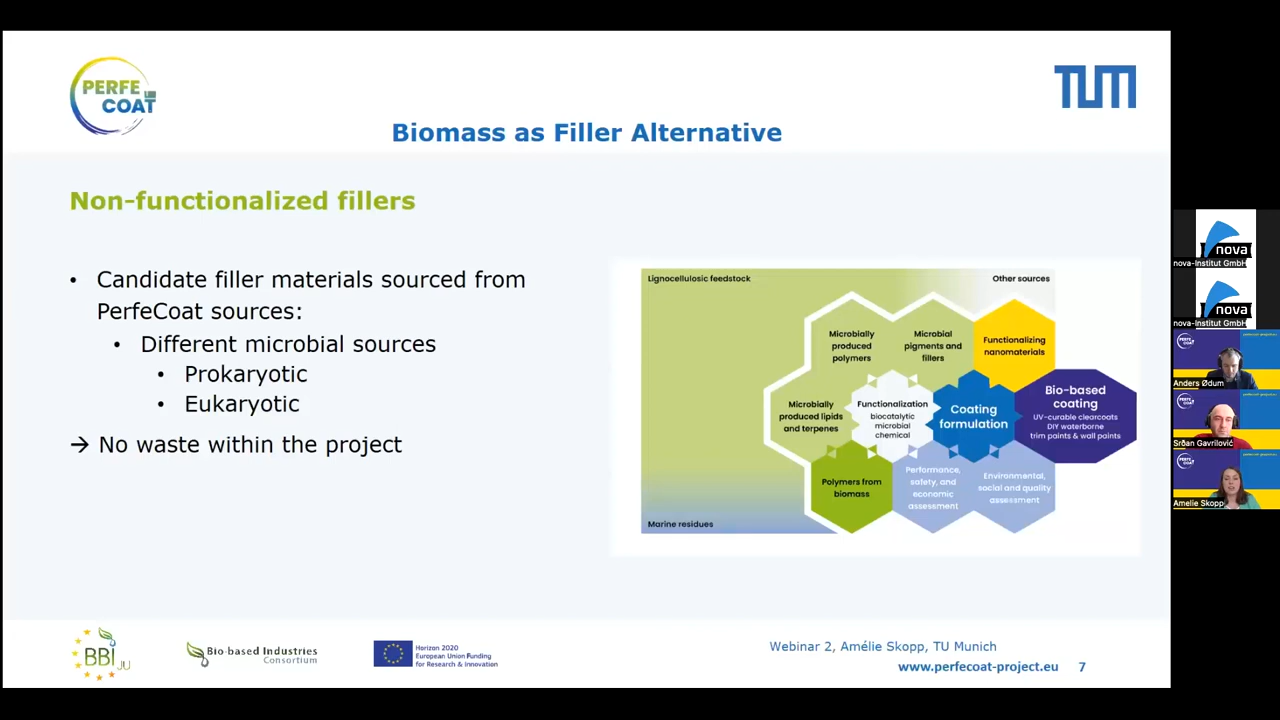 PERFE
COAT
TUM
Biomass as Filler Alternative
Non-functionalized fillers
• Candidate filler materials sourced from
PerfeCoat sources:
• Different microbial sources
• Prokaryotic
• Eukaryotic
→ No waste within the project
Lignocellulosic feedstock
Other sources
Microbially
produced
polymers
Microbial
pigments and
fillers
Functionalizing
nanomaterials
Microbially
produced lipids
and terpenes
Functionalization
biocatalytic
microbial
chemical
Coating
formulation
Bio-based
coating
UV-curable clearcoats
DIY waterborne
trim paints & wall paints
Polymers from
biomass
Performance,
safety, and
economic
assessment
Environmental,
social and quality
assessment
Marine residues
BBI JU
Bio-based Industries
Consortium
Horizon 2020
European Union Funding
for Research & Innovation
Webinar 2, Amélie Skopp, TU Munich
www.perfecoat-project.eu 7
nova
nova-Institut GmbH
nova
nova-Institut GmbH
Anders Ødum
Srđan Gavrilović
Amelie Skopp